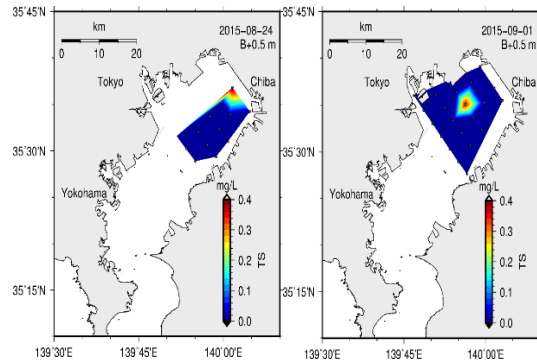 35°45'N
km
0 10 20
2015-08-24
B+0.5 m
Tokyo
Chiba
35°30'N
Yokohama
mg/L
0.4
0.3
0.2
0.1
0.0
TS
35°15'N
139°30'E 139°45'E 140°00'E
35°45'N
km
0 10 20
2015-09-01
B+0.5 m
Tokyo
Chiba
35°30'N
Yokohama
mg/L
0.4
0.3
0.2
0.1
0.0
TS
35°15'N
139°30'E 139°45'E 140°00'E